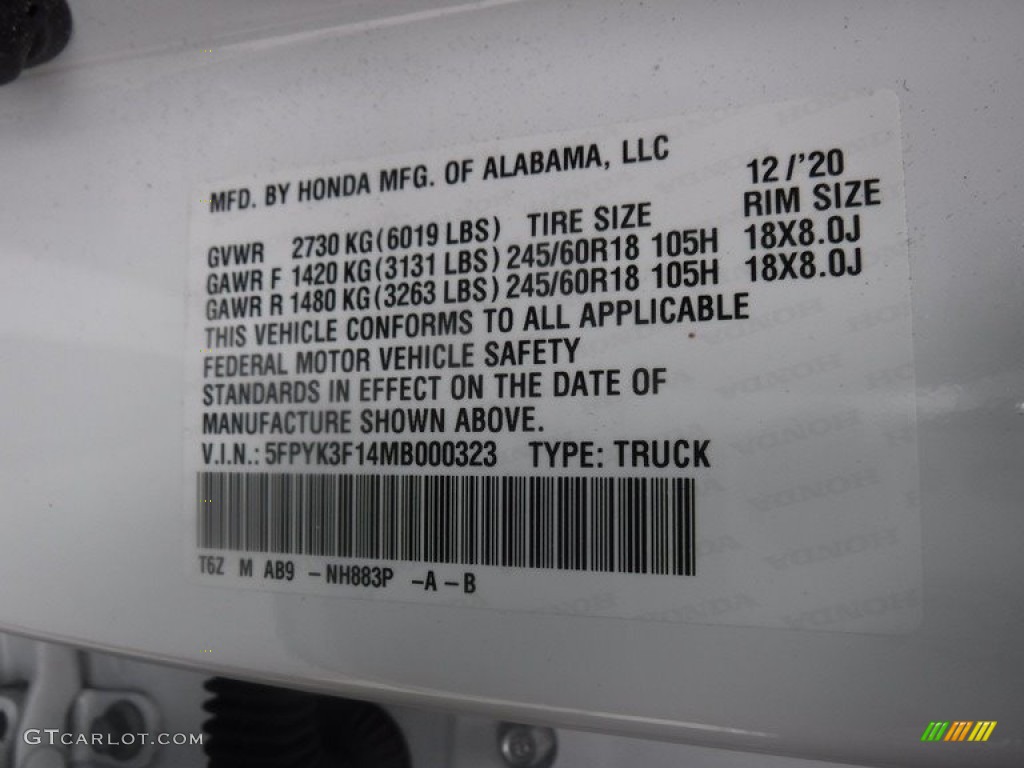 MFD. BY HONDA MFG. OF ALABAMA, LLC 12/'20
GVWR 2730 KG(6019 LBS) TIRE SIZE RIM SIZE
GAWR F 1420 KG(3131 LBS) 245/60R18 105H 18X8.0J
GAWR R 1480 KG(3263 LBS) 245/60R18 105H 18X8.0J
THIS VEHICLE CONFORMS TO ALL APPLICABLE
FEDERAL MOTOR VEHICLE SAFETY
STANDARDS IN EFFECT ON THE DATE OF
MANUFACTURE SHOWN ABOVE.
V.I.N.: 5FPYK3F14MB000323 TYPE: TRUCK
T6Z M AB9 -NH883P -A -B
GTCARLOT.COM